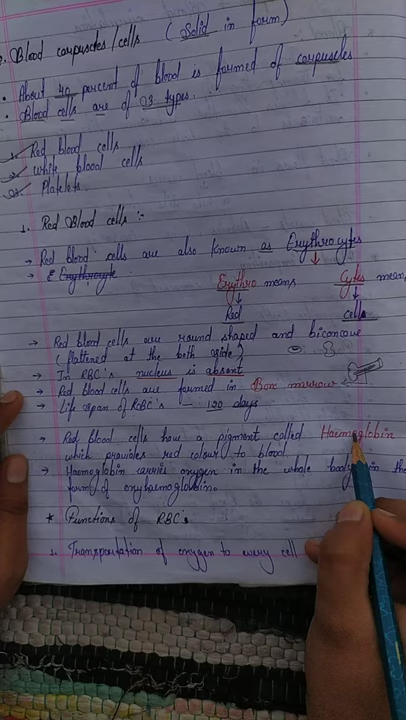 Blood corpuscles/cells (Solid in form)
• About 40 percent of blood is formed of corpuscles
• Blood cells are of 03 types.
1. Red blood cells
2. white blood cells
3. Platelets
1. Red Blood cells :-
→ Red blood cells are also known as Erythrocytes
→ E Erythrocyte
Erythro means Cytes means
Red cells
→ Red blood cells are round shaped and biconcave
(flattened at the both side)
→ In RBC's nucleus is absent
→ Red blood cells are formed in Bone marrow
→ Life span of RBC's — 120 days
→ Red blood cells have a pigment called Haemoglobin
which provides red colour to blood
→ Haemoglobin carries oxygen in the whole body in the
form of oxyhaemoglobin.
* Functions of RBC's
1. Transportation of oxygen to every cell